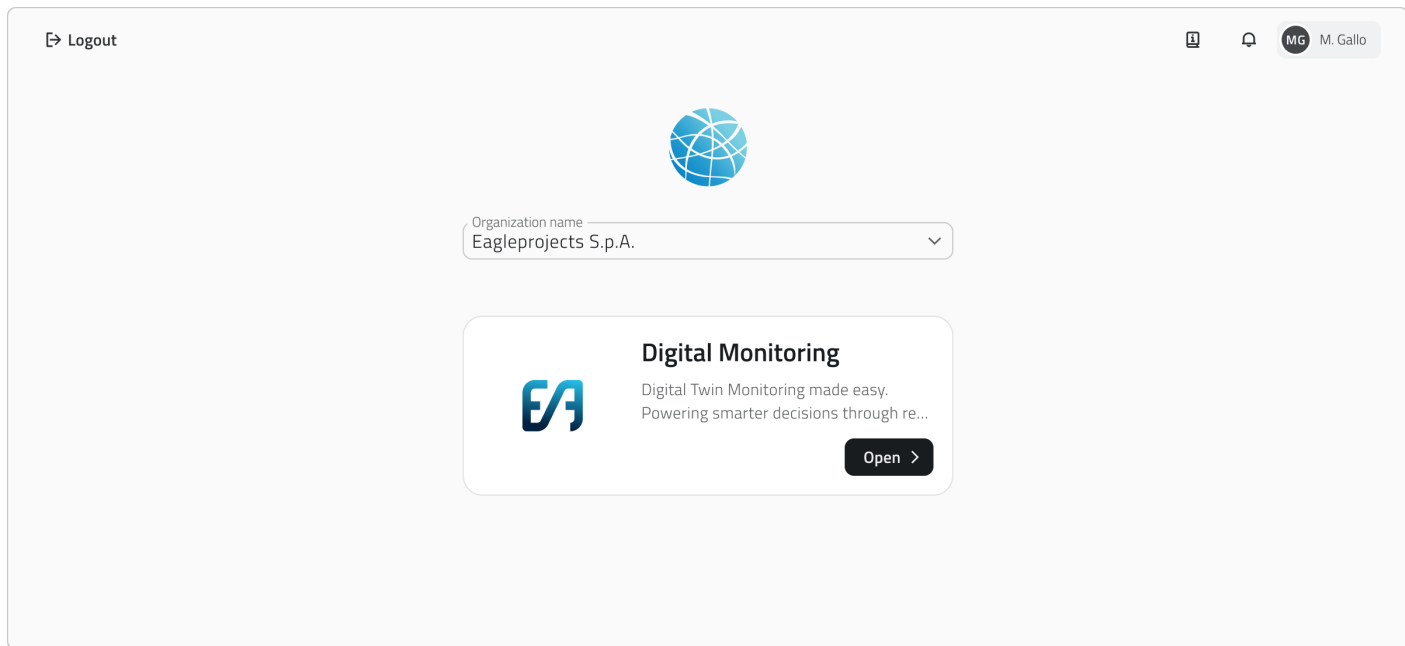 Logout
MG M. Gallo
Organization name
Eagleprojects S.p.A.
Digital Monitoring
Digital Twin Monitoring made easy.
Powering smarter decisions through re...
Open